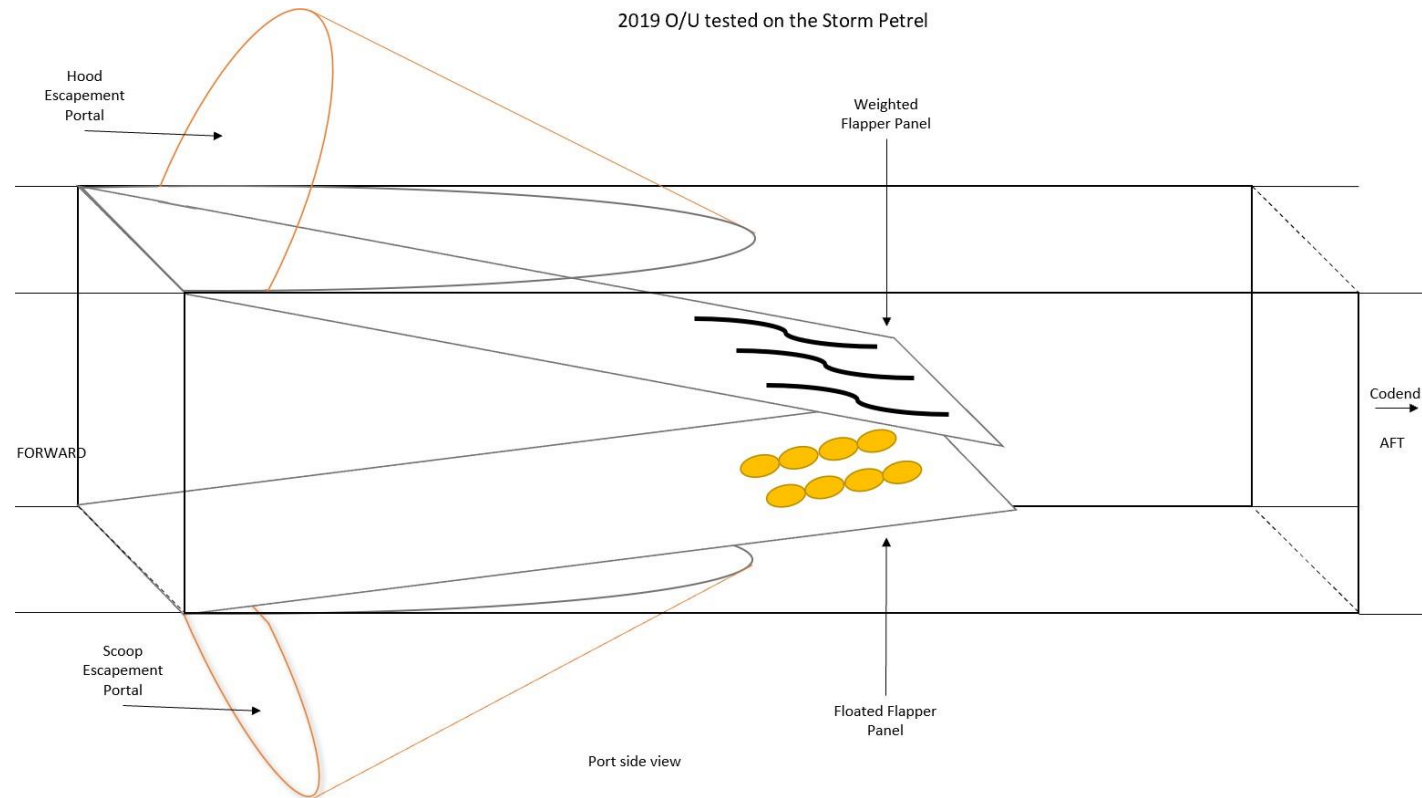 2019 O/U tested on the Storm Petrel
Hood
Escapement
Portal
Weighted
Flapper Panel
Codend
FORWARD
AFT
Scoop
Escapement
Portal
Floated Flapper
Panel
Port side view